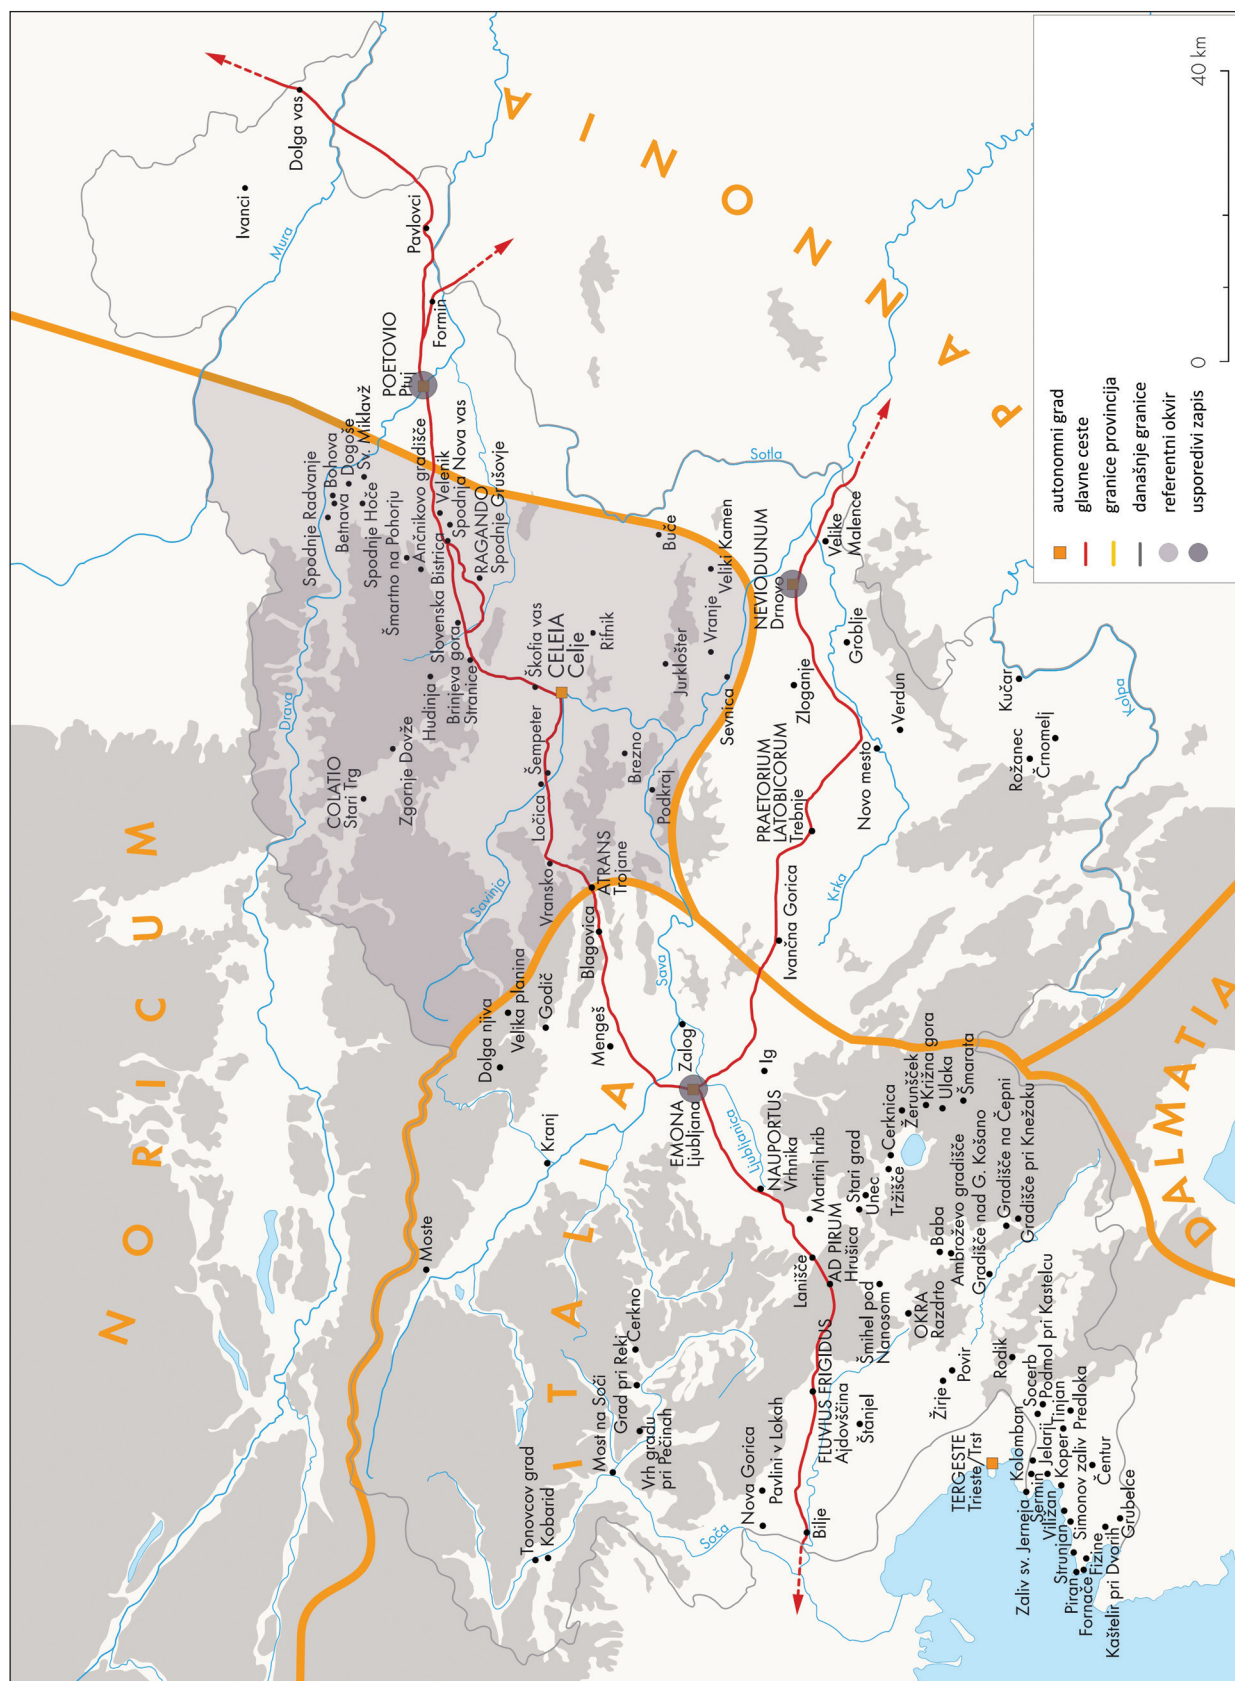 NORICUM
ITALIA
PANNONIA
DALMATIA
Dolga vas
Ivanci
Mura
Pavlovci
Formin
POETOVIO
Ptuj
Spodnje Radvanje
Bohova
Betnava
Dogoše
Spodnje Hoče
Sv. Miklavž
Šmartno na Pohorju
Ančnikovo gradišče
Slovenska Bistrica
Velenik
Spodnja Nova vas
RAGANDO
Spodnje Grušovje
Brinjeva gora
Hudinja
Stranice
Zgornje Dovže
COLATIO
Stari Trg
Drava
Škofia vas
CELEIA
Celje
Rifnik
Šempeter
Ločica
Vransko
Savinja
ATRANS
Trojane
Blagovica
Brezno
Podkraj
Jurklošter
Vranje
Veliki Kamen
Buče
Sevnica
Sotla
NEVIODUNUM
Drnovo
Velike
Malence
Groblje
Zloganje
Verdun
Novo mesto
PRAETORIUM
LATOBICORUM
Trebnje
Ivančna Gorica
Krka
Kučar
Rožanec
Črnomelj
Kolpa
Dolga njiva
Velika planina
Godič
Mengeš
Sava
Zalog
Kranj
Moste
EMONA
Ljubljana
Ig
Ljubljanica
NAUPORTUS
Vrhnika
Martinj hrib
Stari grad
Unec
Tržišče
Cerknica
Žerunšček
Križna gora
Ulaka
Šmarata
Lanišče
AD PIRUM
Hrušica
Baba
Ambroževo gradišče
Gradišče nad G. Košano
Gradišče na Čepni
Gradišče pri Knežaku
Šmihel pod
Nanosom
OKRA
Razdrto
FLUVIUS FRIGIDUS
Ajdovščina
Štanjel
Žirje
Povir
Rodik
Cerkno
Grad pri Reki
Most na Soči
Vrh gradu
pri Pečinah
Tonovcov grad
Kobarid
Nova Gorica
Pavlini v Lokah
Soča
Bilje
TERGESTE
Trieste/Trst
Kolomban
Socerb
Podmol pri Kastelcu
Zaliv sv. Jerneja
Sermin
Jelarji
Tinjan
Viližan
Koper
Predloka
Strunjan
Simonov zaliv
Čentur
Piran
Fornače
Fizine
Grubelce
Kaštelir pri Dvorih
0
40 km
autonomni grad
glavne ceste
granice provincija
današnje granice
referentni okvir
usporedivi zapis